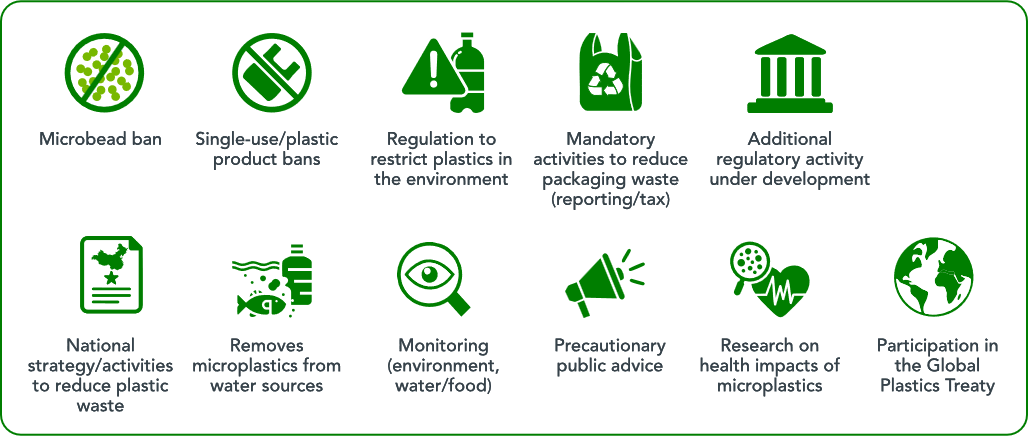 Microbead ban
Single-use/plastic
product bans
Regulation to
restrict plastics in
the environment
Mandatory
activities to reduce
packaging waste
(reporting/tax)
Additional
regulatory activity
under development
National
strategy/activities
to reduce plastic
waste
Removes
microplastics from
water sources
Monitoring
(environment,
water/food)
Precautionary
public advice
Research on
health impacts of
microplastics
Participation in
the Global
Plastics Treaty